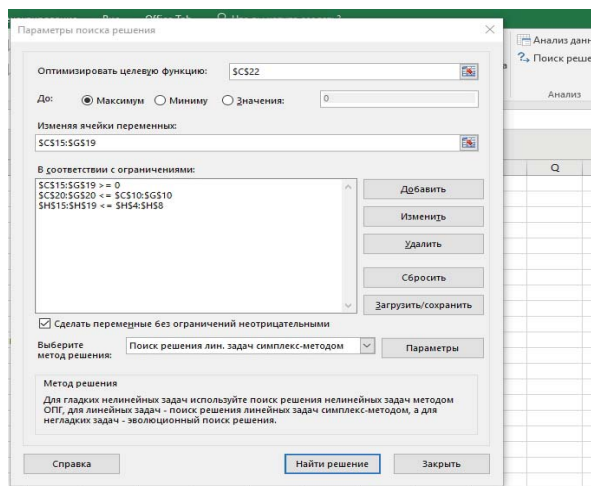 Параметры поиска решения
Анализ дан
Поиск реше
Анализ
Q
Оптимизировать целевую функцию: $C$22
До: Максимум Миниму Значения: 0
Изменяя ячейки переменных:
$C$15:$G$19
В соответствии с ограничениями:
$C$15:$G$19 >= 0
$C$20:$G$20 <= $C$10:$G$10
$H$15:$H$19 <= $H$4:$H$8
Добавить
Изменить
Удалить
Сбросить
Загрузить/сохранить
Сделать переменные без ограничений неотрицательными
Выберите
метод решения:
Поиск решения лин. задач симплекс-методом
Параметры
Метод решения
Для гладких нелинейных задач используйте поиск решения нелинейных задач методом
ОПГ, для линейных задач - поиск решения линейных задач симплекс-методом, а для
негладких задач - эволюционный поиск решения.
Справка
Найти решение
Закрыть